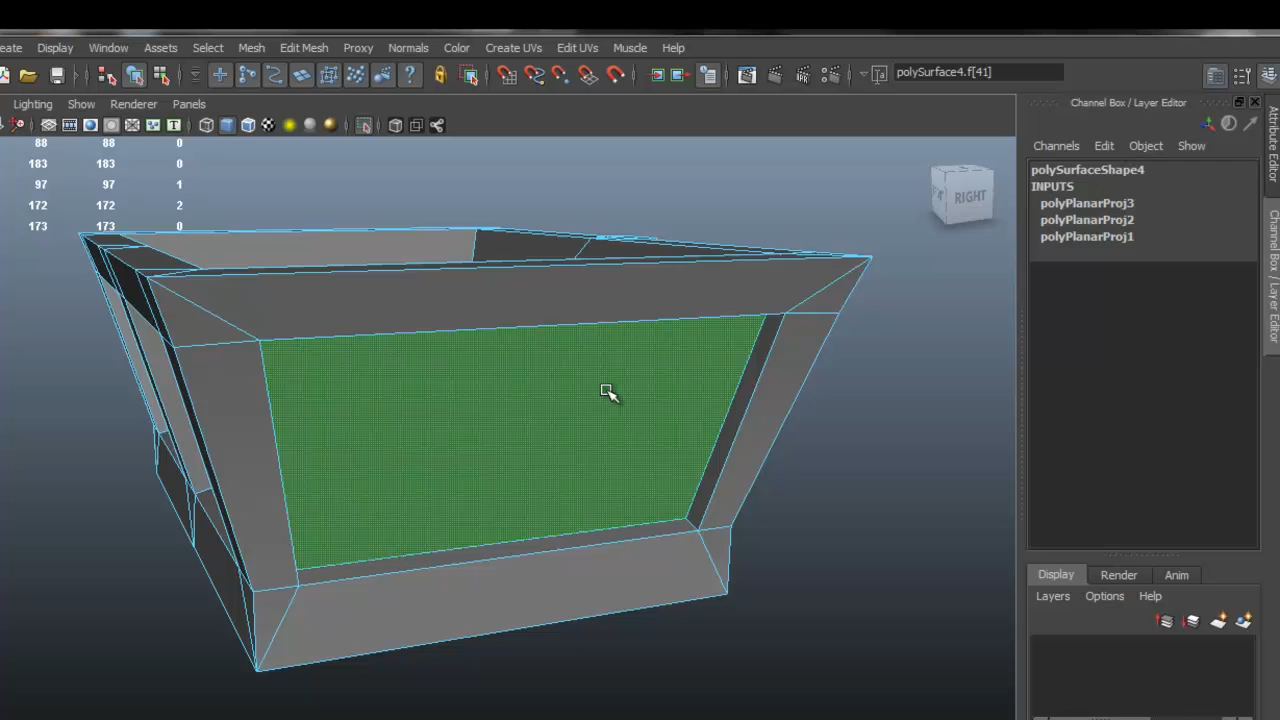 eate Display Window Assets Select Mesh Edit Mesh Proxy Normals Color Create UVs Edit UVs Muscle Help
polySurface4.f[41]
Lighting Show Renderer Panels
Channel Box / Layer Editor
88 88 0
183 183 0
97 97 1
172 172 2
173 173 0
RIGHT
Channels Edit Object Show
polySurfaceShape4
INPUTS
polyPlanarProj3
polyPlanarProj2
polyPlanarProj1
Attribute Editor
Channel Box / Layer Editor
Display Render Anim
Layers Options Help